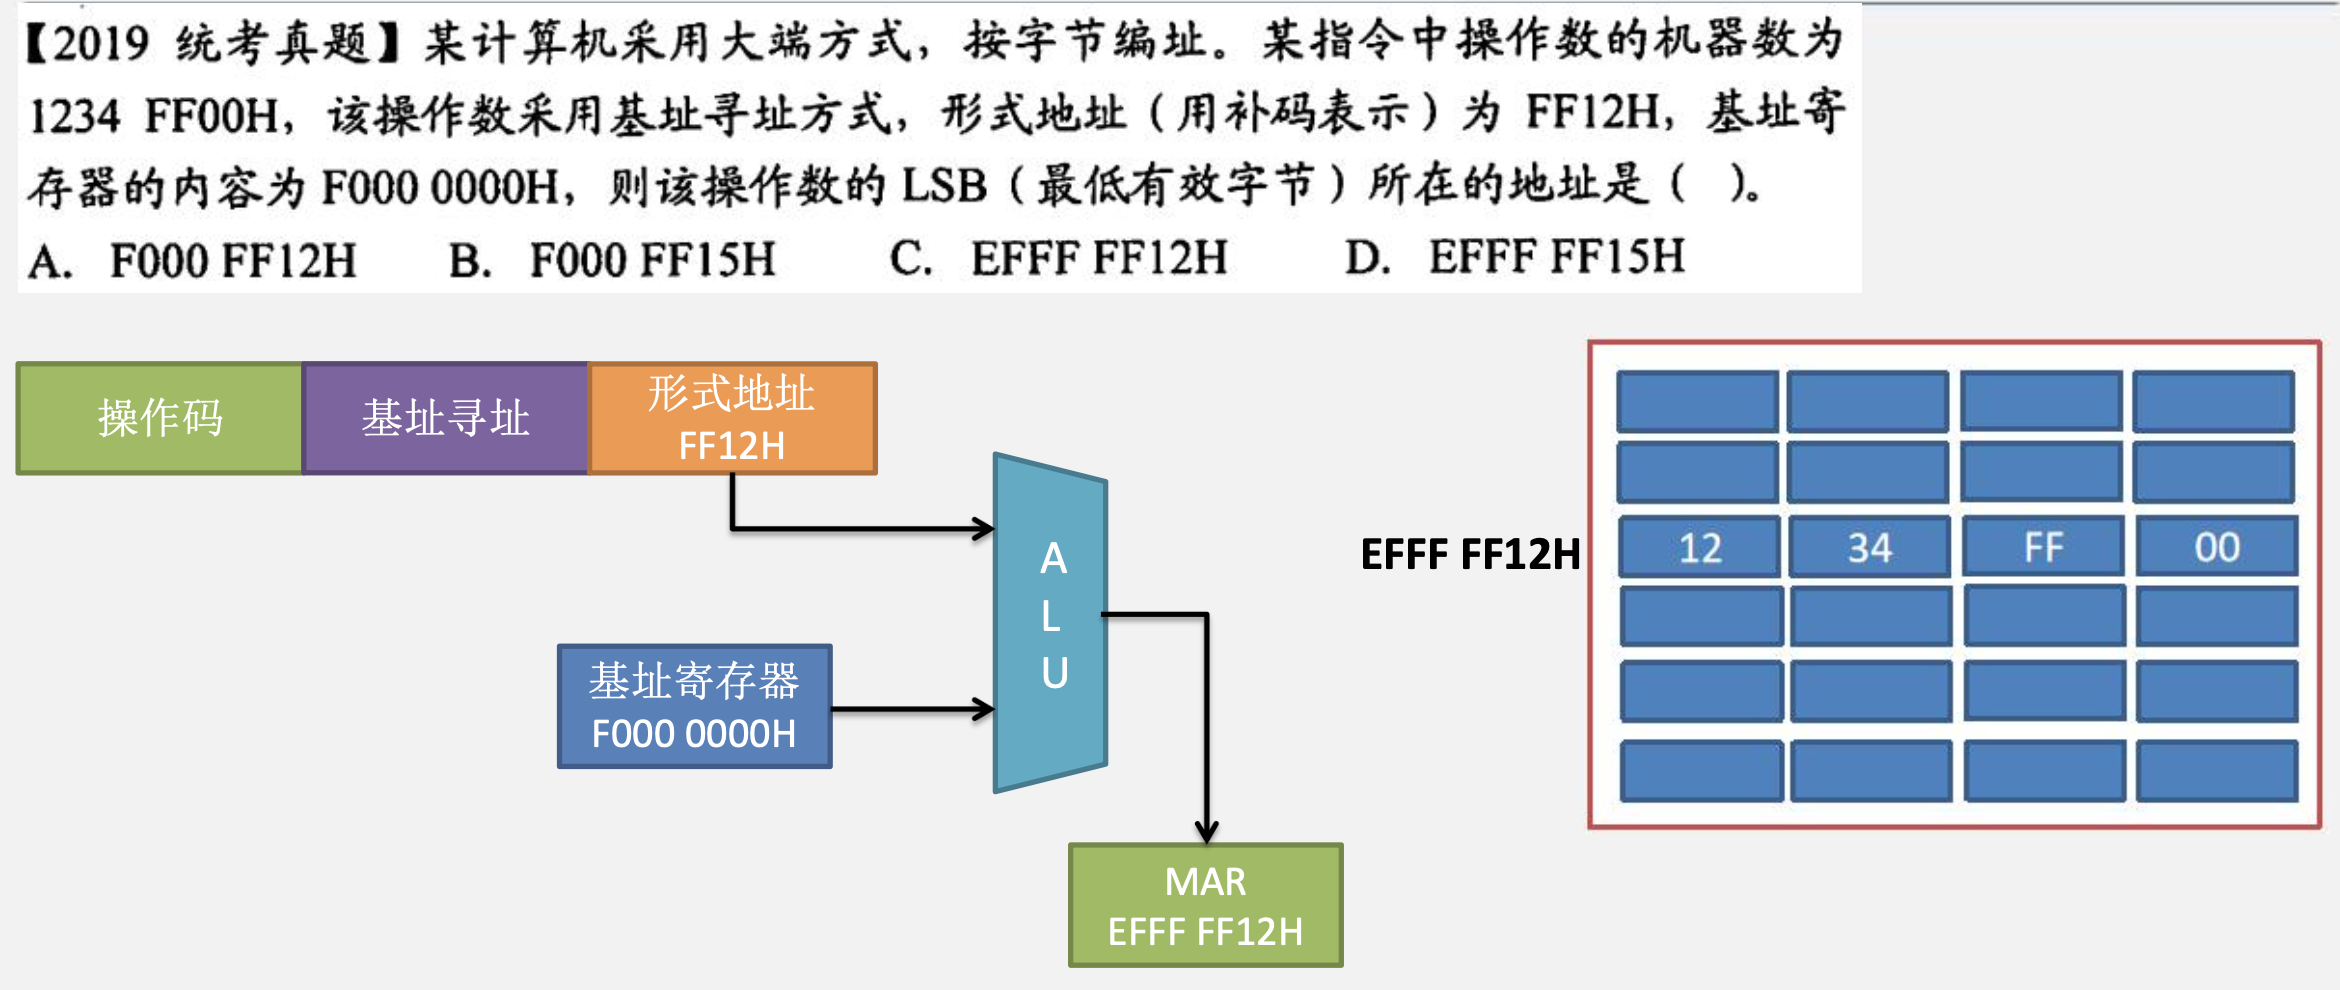 【2019 统考真题】某计算机采用大端方式，按字节编址。某指令中操作数的机器数为
1234 FF00H，该操作数采用基址寻址方式，形式地址（用补码表示）为 FF12H，基址寄
存器的内容为 F000 0000H，则该操作数的 LSB（最低有效字节）所在的地址是（ ）。
A. F000 FF12H B. F000 FF15H C. EFFF FF12H D. EFFF FF15H
操作码
基址寻址
形式地址
FF12H
A
L
U
基址寄存器
F000 0000H
MAR
EFFF FF12H
EFFF FF12H
12 34 FF 00